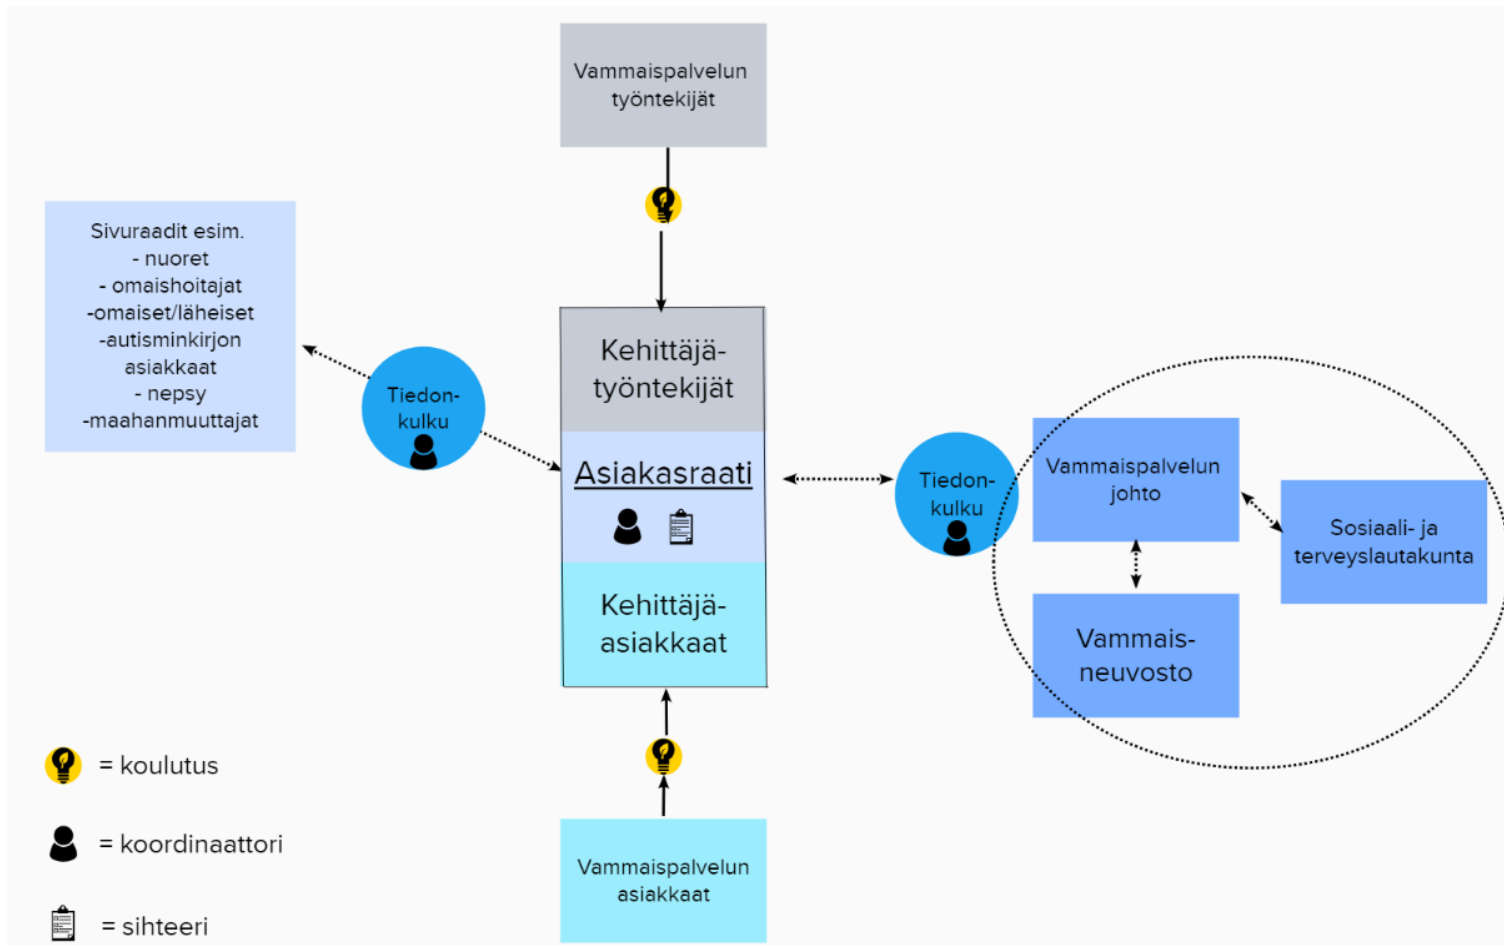 Vammaispalvelun
työntekijät
Sivuraadit esim.
- nuoret
- omaishoitajat
-omaiset/läheiset
-autisminkirjon
asiakkaat
- nepsy
-maahanmuuttajat
Tiedon-
kulku
Kehittäjä-
työntekijät
Asiakasraati
Kehittäjä-
asiakkaat
Tiedon-
kulku
Vammaispalvelun
johto
Sosiaali- ja
terveyslautakunta
Vammais-
neuvosto
Vammaispalvelun
asiakkaat
= koulutus
= koordinaattori
= sihteeri